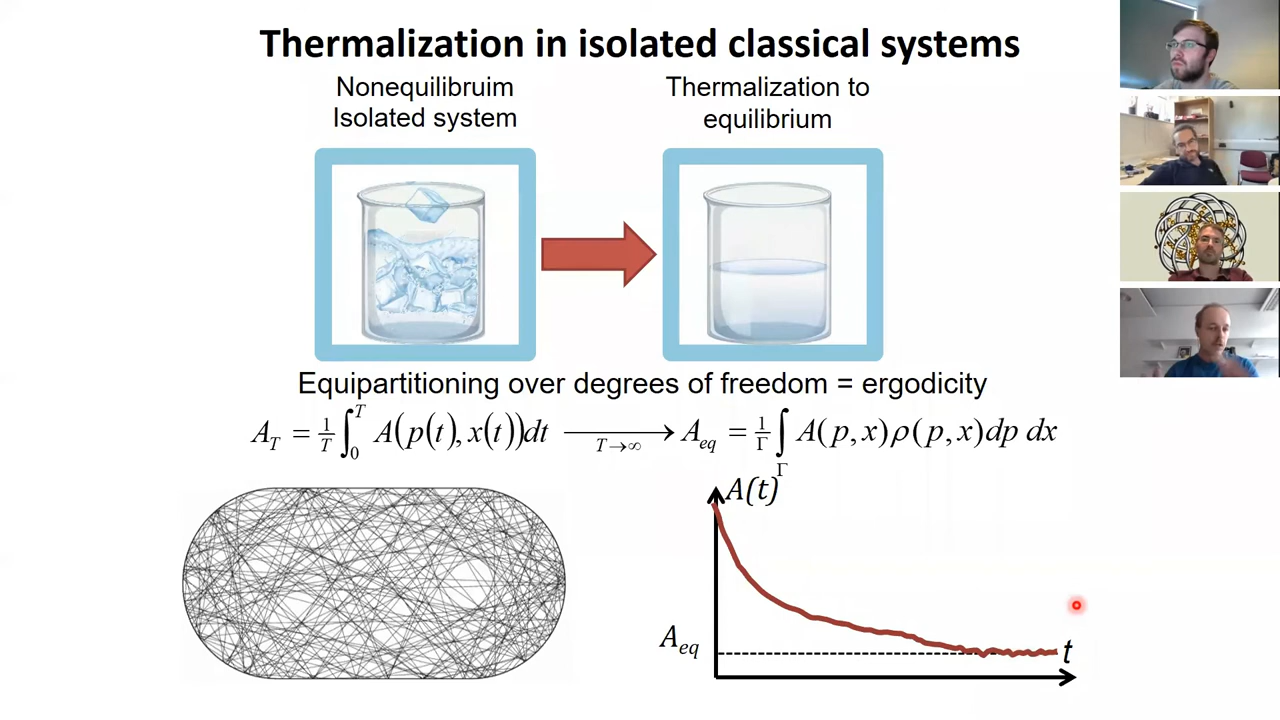 Thermalization in isolated classical systems
Nonequilibruim
Isolated system
Thermalization to
equilibrium
Equipartitioning over degrees of freedom = ergodicity
A_T = 1/T ∫_0^T A(p(t), x(t))dt ⟶_{T→∞} A_eq = 1/Γ ∫_Γ A(p, x)ρ(p, x)dp dx
A(t)
A_eq
t